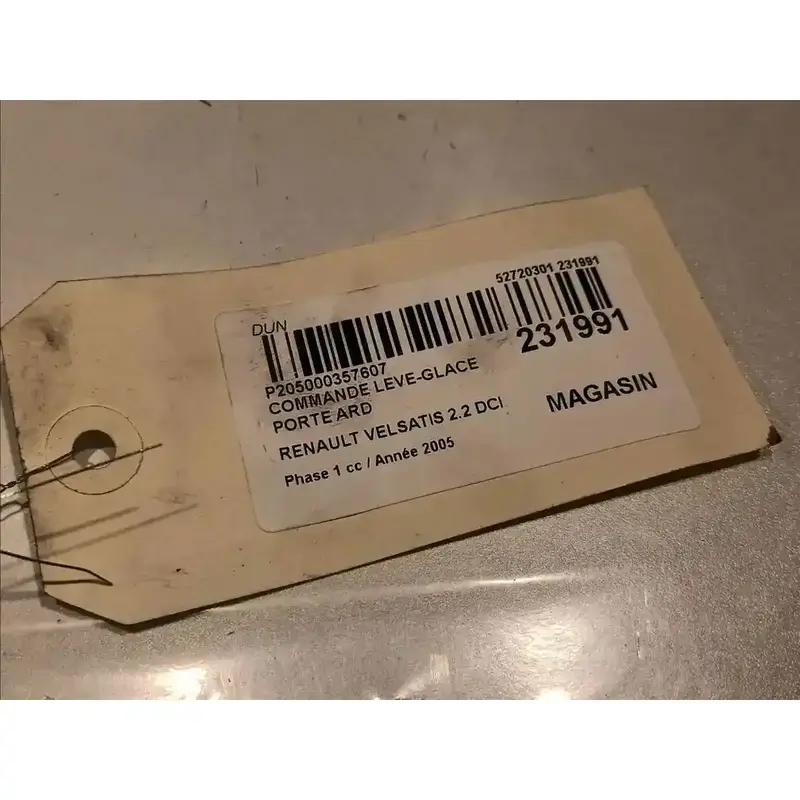 52720301 231991
DUN
231991
P205000357607
COMMANDE LEVE-GLACE
PORTE ARD
RENAULT VELSATIS 2.2 DCI
MAGASIN
Phase 1 cc / Année 2005